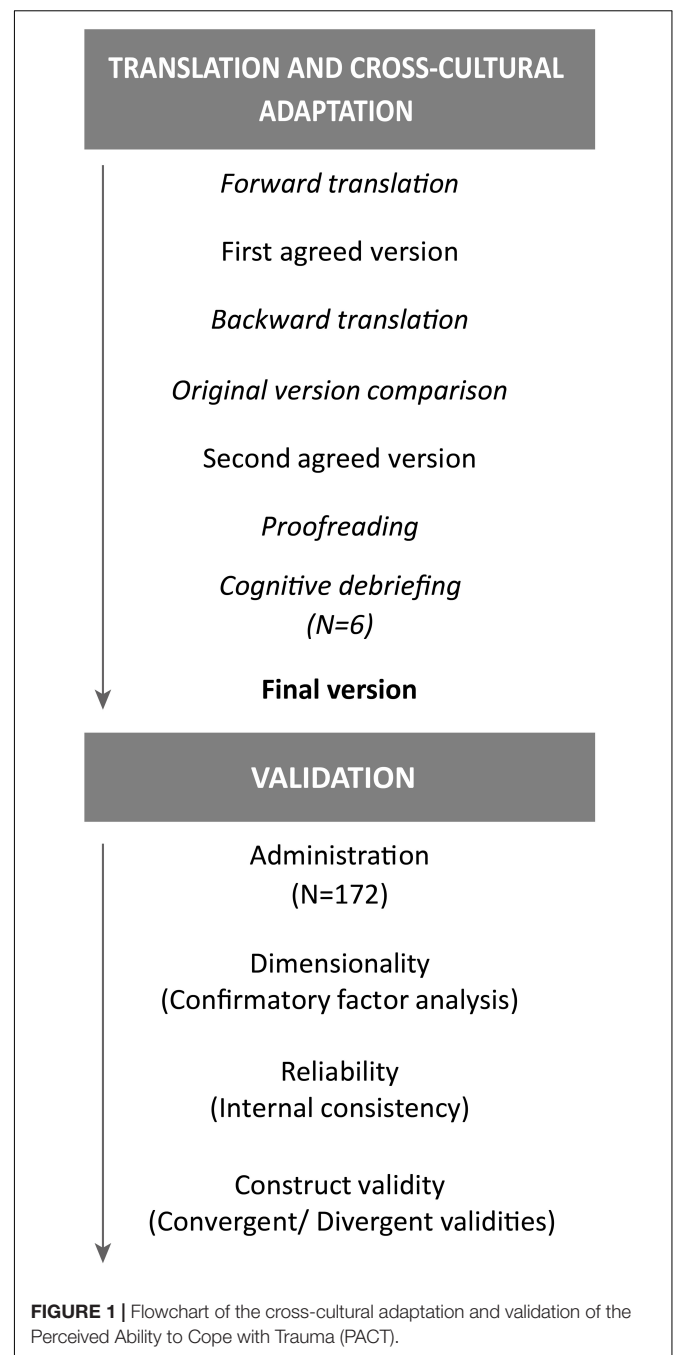 TRANSLATION AND CROSS-CULTURAL
ADAPTATION
Forward translation
First agreed version
Backward translation
Original version comparison
Second agreed version
Proofreading
Cognitive debriefing
(N=6)
Final version
VALIDATION
Administration
(N=172)
Dimensionality
(Confirmatory factor analysis)
Reliability
(Internal consistency)
Construct validity
(Convergent/ Divergent validities)
FIGURE 1 | Flowchart of the cross-cultural adaptation and validation of the
Perceived Ability to Cope with Trauma (PACT).